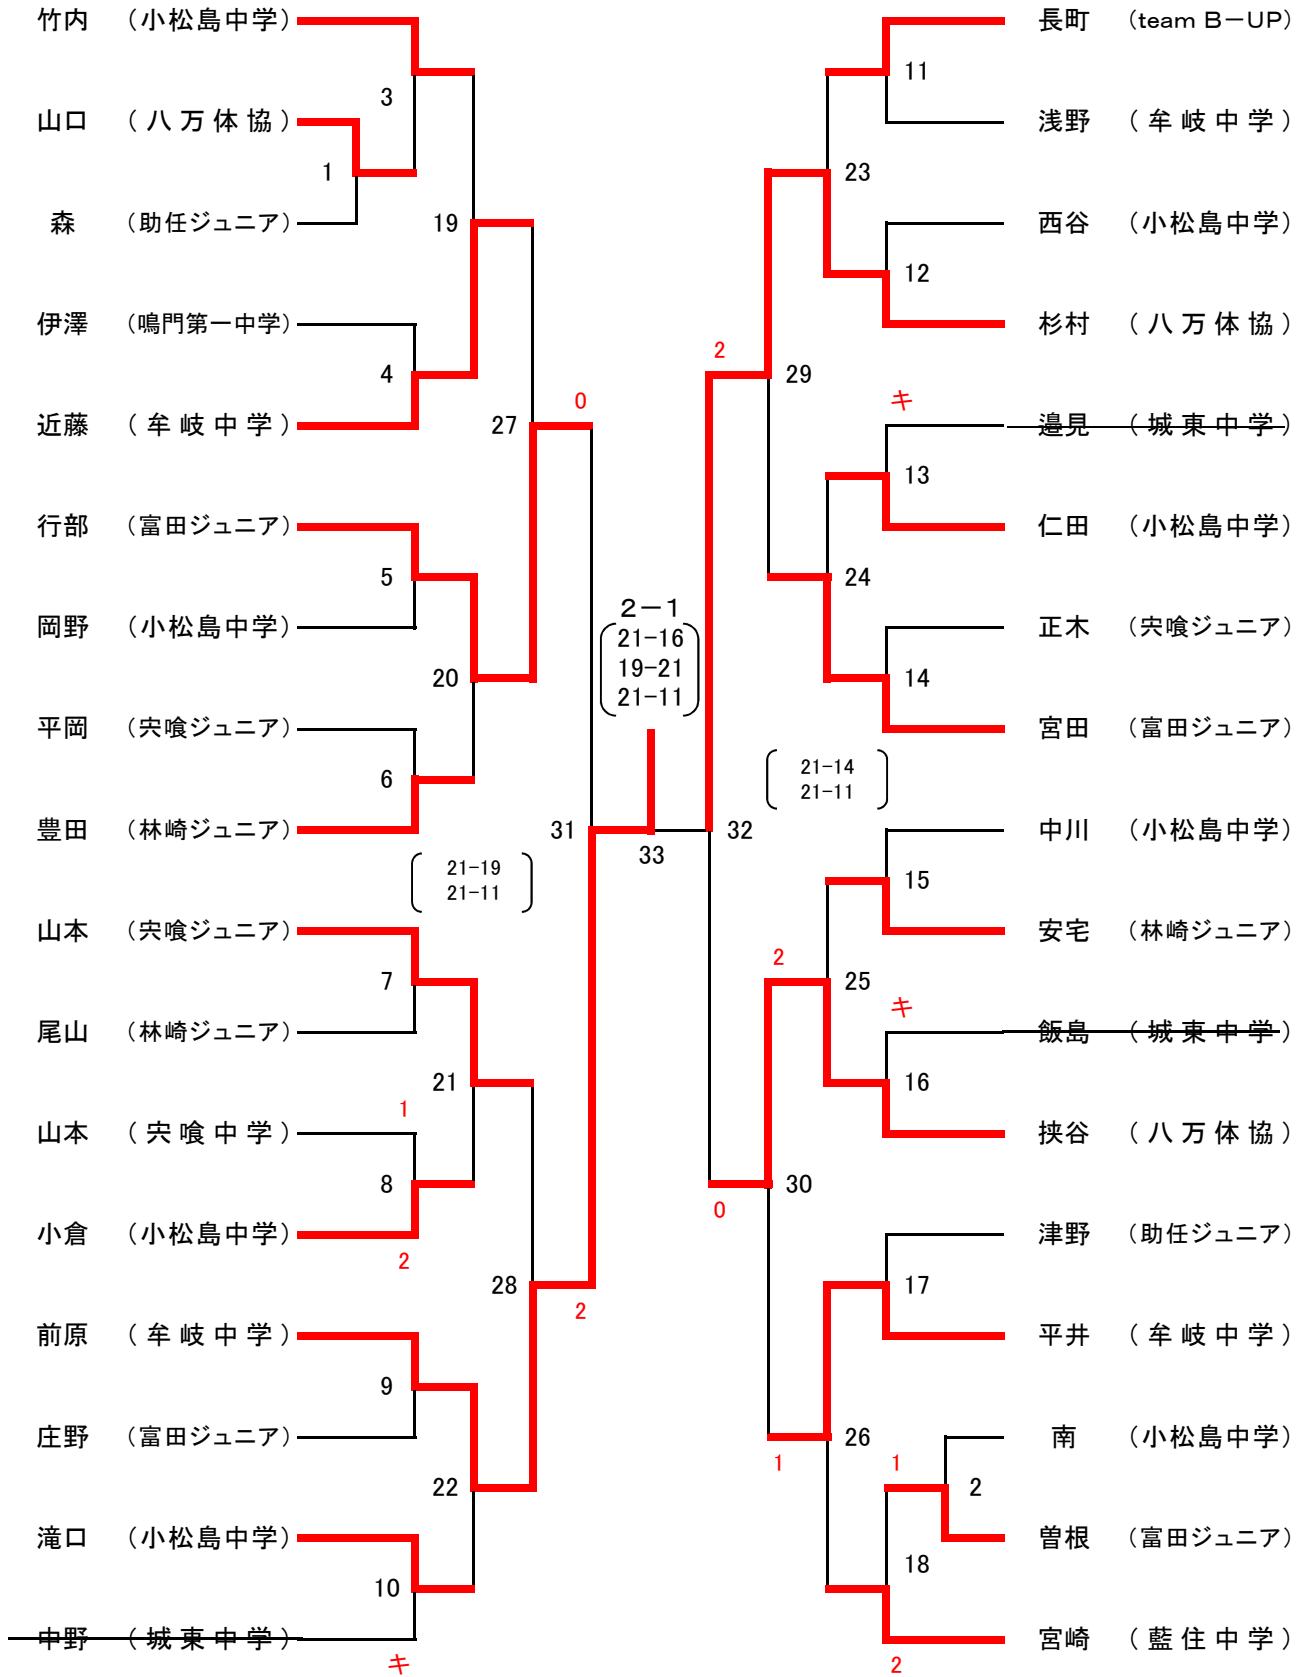 竹内 （小松島中学）
3
山口 （八万体協）
1
森 （助任ジュニア）
19
伊澤 （鳴門第一中学）
4
近藤 （牟岐中学）
27
0
行部 （富田ジュニア）
5
岡野 （小松島中学）
20
平岡 （宍喰ジュニア）
6
豊田 （林崎ジュニア）
31
21-19
21-11
山本 （宍喰ジュニア）
7
尾山 （林崎ジュニア）
21
1
山本 （宍喰中学）
8
小倉 （小松島中学）
2
28
2
前原 （牟岐中学）
9
庄野 （富田ジュニア）
22
滝口 （小松島中学）
10
中野 （城東中学）
キ
2－1
21-16
19-21
21-11
33
長町 （team B－UP）
11
浅野 （牟岐中学）
23
西谷 （小松島中学）
12
杉村 （八万体協）
2
29
キ
邉見 （城東中学）
13
仁田 （小松島中学）
24
正木 （宍喰ジュニア）
14
宮田 （富田ジュニア）
21-14
21-11
32
中川 （小松島中学）
15
安宅 （林崎ジュニア）
2
25
キ
飯島 （城東中学）
16
挟谷 （八万体協）
30
0
津野 （助任ジュニア）
17
平井 （牟岐中学）
26
1
南 （小松島中学）
1
2
曽根 （富田ジュニア）
18
宮崎 （藍住中学）
2